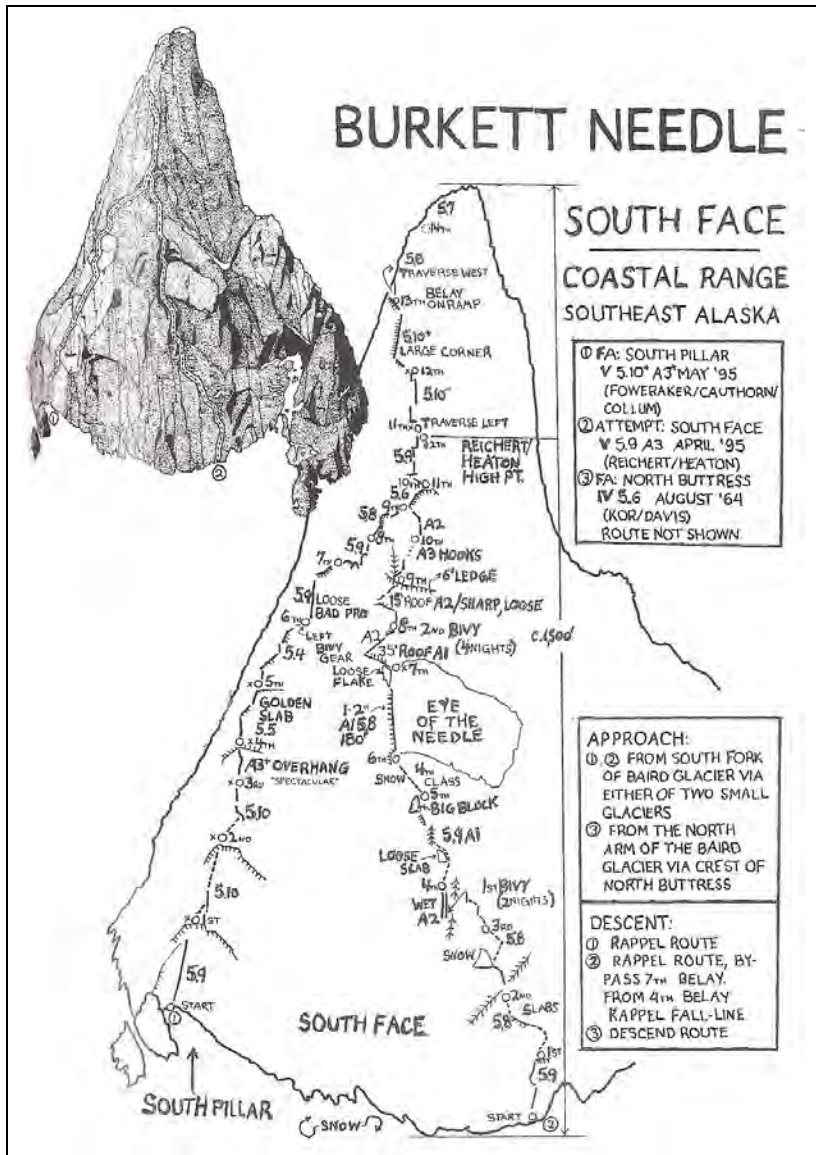 BURKETT NEEDLE
SOUTH FACE
COASTAL RANGE
SOUTHEAST ALASKA
① FA: SOUTH PILLAR
V 5.10+ A3+ MAY '95
(FOWERAKER/CAUTHORN/
COLLUM)
② ATTEMPT: SOUTH FACE
V 5.9 A3 APRIL '95
(REICHERT/HEATON)
③ FA: NORTH BUTTRESS
IV 5.6 AUGUST '64
(KOR/DAVIS)
ROUTE NOT SHOWN
①
②
5.7
14TH
5.8
TRAVERSE WEST
13TH BELAY
ON RAMP
5.10+
LARGE CORNER
12TH
5.10-
11TH TRAVERSE LEFT
12TH
REICHERT/
HEATON
HIGH PT.
5.9
10TH 11TH
5.6
9TH
5.8
8TH
5.9
7TH
A2
10TH
A3 HOOKS
9TH 6" LEDGE
15' ROOF A2/SHARP, LOOSE
5.9 LOOSE
BAD PRO
6TH
LEFT
BIVY
GEAR
8TH 2ND BIVY
(4 NIGHTS)
A2
35' ROOF A1
LOOSE
FLAKE
7TH
c.1,500'
5.4
5TH
GOLDEN
SLAB
5.5
4TH
1-2"
A1 5.8
180'
EYE
OF THE
NEEDLE
6TH
A3+ OVERHANG
"SPECTACULAR"
3RD
SNOW
4TH
CLASS
5TH
BIG BLOCK
5.10
2ND
5.9 A1
LOOSE
SLAB
4TH
WET
A2
1ST BIVY
(2 NIGHTS)
5.10
1ST
3RD
5.8
SNOW
5.9
START
①
2ND
SLABS
5.8
1ST
5.9
START
②
SOUTH FACE
SOUTH PILLAR
SNOW
APPROACH:
①,② FROM SOUTH FORK
OF BAIRD GLACIER VIA
EITHER OF TWO SMALL
GLACIERS
③ FROM THE NORTH
ARM OF THE BAIRD
GLACIER VIA CREST OF
NORTH BUTTRESS
DESCENT:
① RAPPEL ROUTE
② RAPPEL ROUTE, BY-
PASS 7TH BELAY.
FROM 4TH BELAY
RAPPEL FALL-LINE
③ DESCEND ROUTE